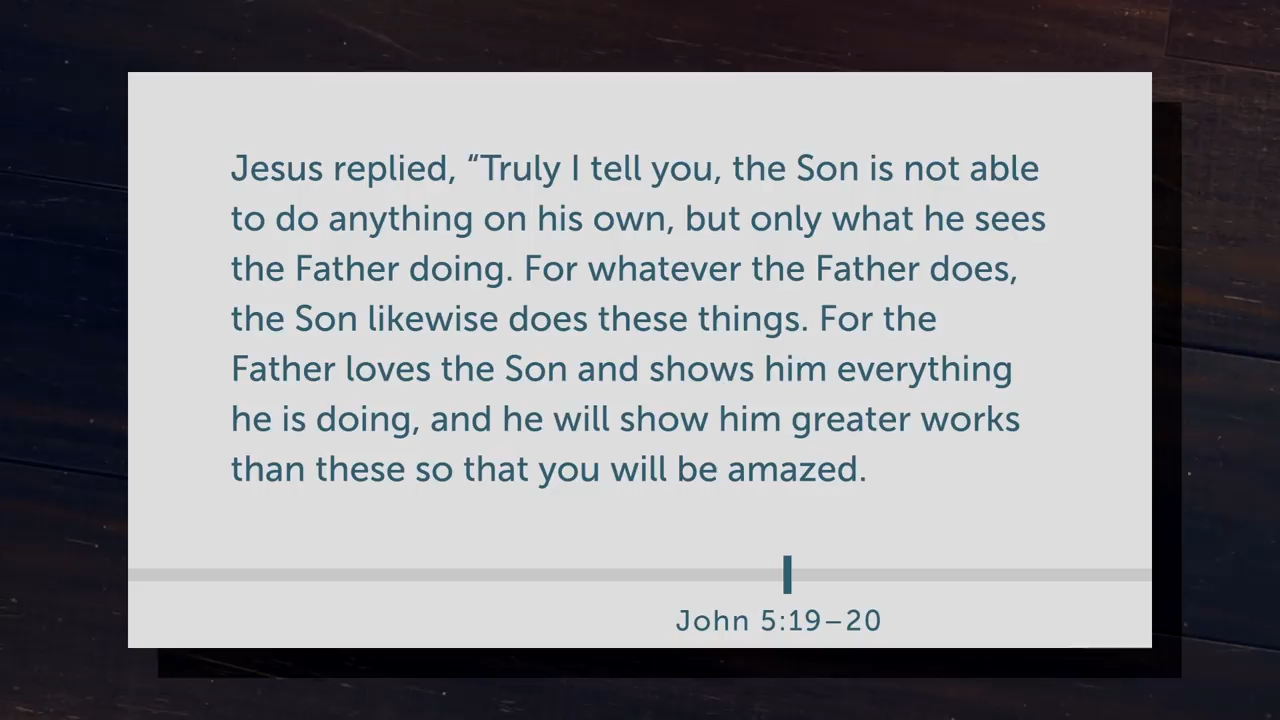 Jesus replied, “Truly I tell you, the Son is not able
to do anything on his own, but only what he sees
the Father doing. For whatever the Father does,
the Son likewise does these things. For the
Father loves the Son and shows him everything
he is doing, and he will show him greater works
than these so that you will be amazed.
John 5:19–20